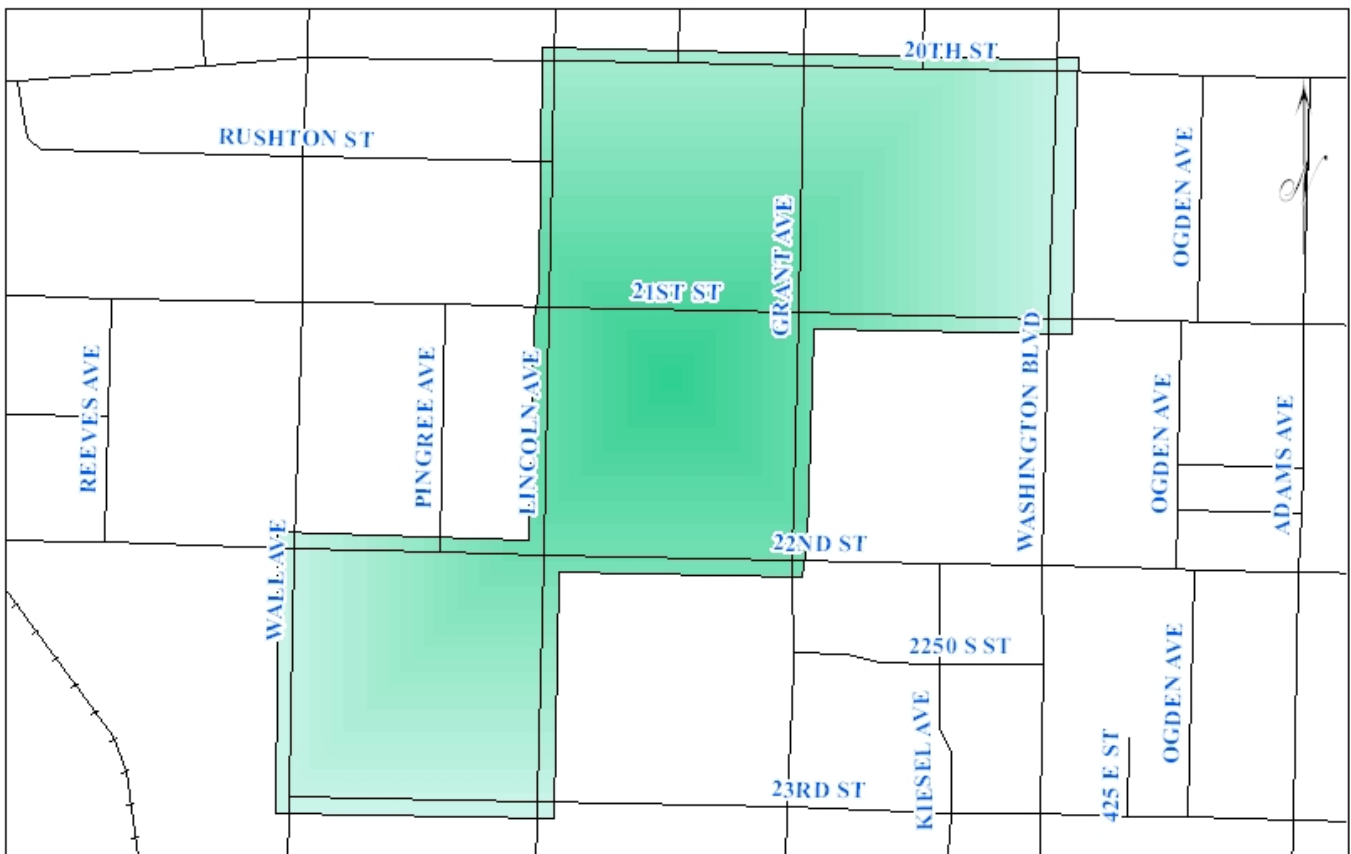 20TH ST
RUSHTON ST
OGDEN AVE
GRANT AVE
21ST ST
N
WASHINGTON BLVD
REEVES AVE
PINGREE AVE
LINCOLN AVE
OGDEN AVE
ADAMS AVE
WALL AVE
22ND ST
2250 S ST
OGDEN AVE
KIESEL AVE
425 E ST
23RD ST